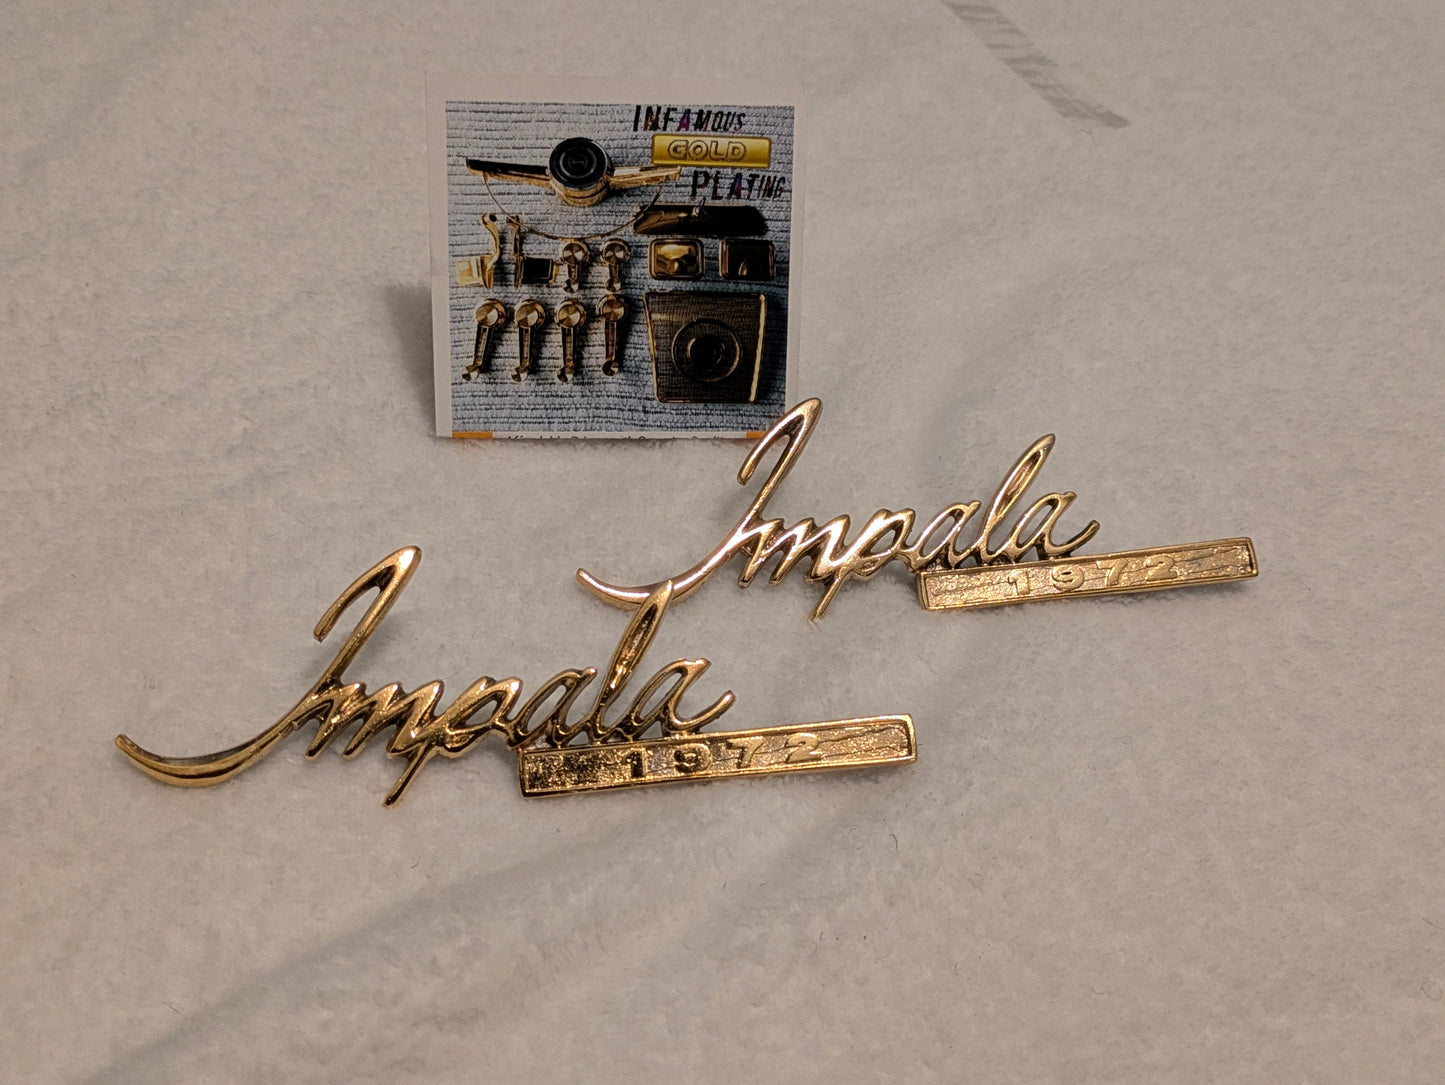 INFAMOUS
GOLD
PLATING
Impala
1972
Impala
1972